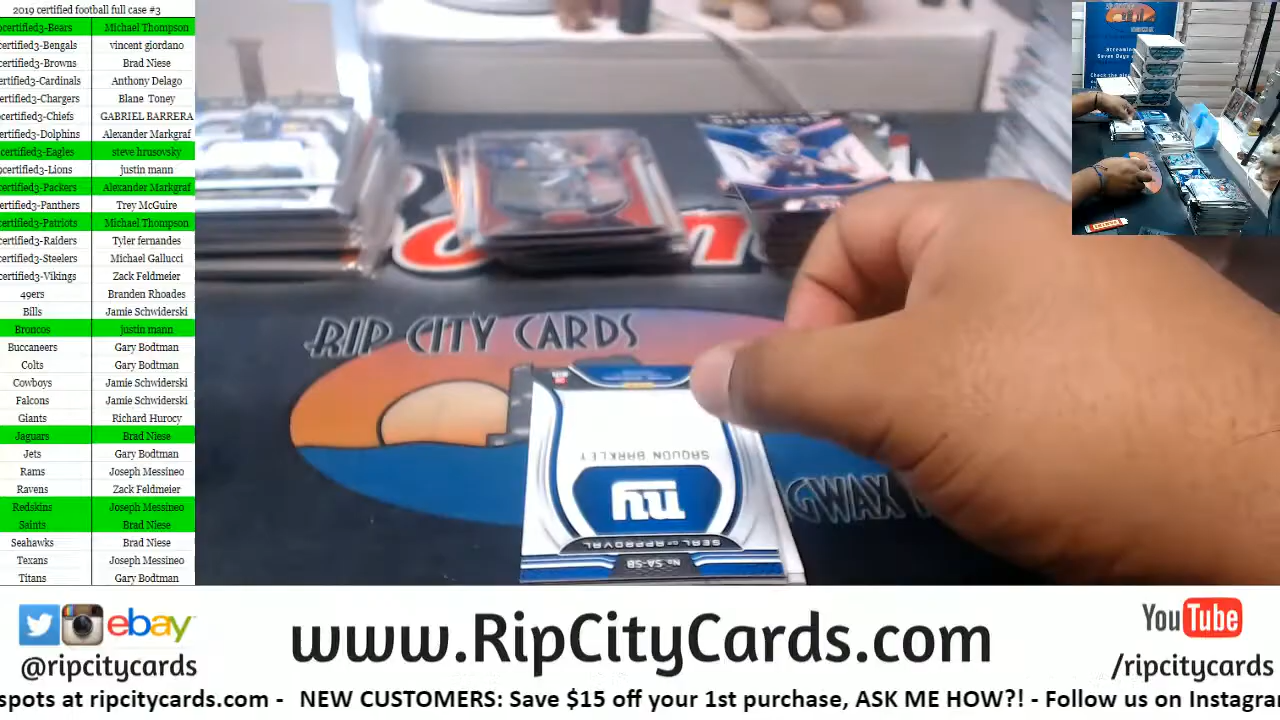 2019 certified football full case #3
certified3-Bears Michael Thompson
certified3-Bengals vincent giordano
certified3-Browns Brad Niese
certified3-Cardinals Anthony Delago
certified3-Chargers Blane Toney
certified3-Chiefs GABRIEL BARRERA
certified3-Dolphins Alexander Markgraf
certified3-Eagles steve hrusovsky
certified3-Lions justin mann
certified3-Packers Alexander Markgraf
certified3-Panthers Trey McGuire
certified3-Patriots Michael Thompson
certified3-Raiders Tyler fernandes
certified3-Steelers Michael Gallucci
certified3-Vikings Zack Feldmeier
49ers Branden Rhoades
Bills Jamie Schwiderski
Broncos justin mann
Buccaneers Gary Bodtman
Colts Gary Bodtman
Cowboys Jamie Schwiderski
Falcons Jamie Schwiderski
Giants Richard Hurocy
Jaguars Brad Niese
Jets Gary Bodtman
Rams Joseph Messineo
Ravens Zack Feldmeier
Redskins Joseph Messineo
Saints Brad Niese
Seahawks Brad Niese
Texans Joseph Messineo
Titans Gary Bodtman
RIP CITY CARDS
GWAX
SAQUON BARKLEY
ny
SEAL OF APPROVAL
No. SA-SB
Streaming
Seven Days
Check the
ebay
@ripcitycards
www.RipCityCards.com
YouTube
/ripcitycards
spots at ripcitycards.com - NEW CUSTOMERS: Save $15 off your 1st purchase, ASK ME HOW?! - Follow us on Instagra